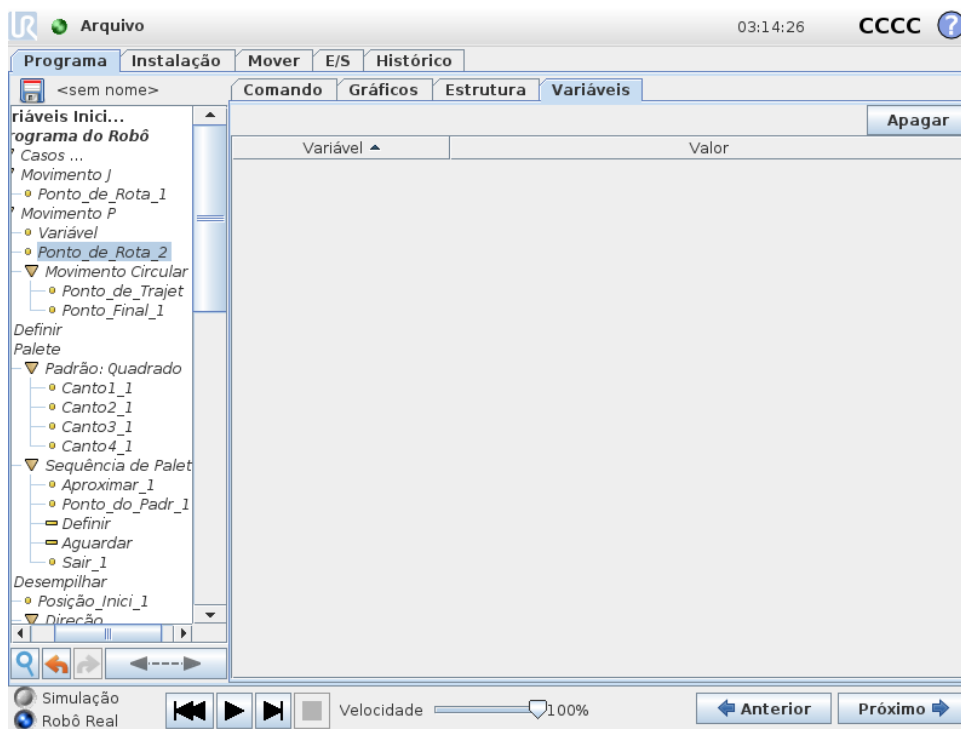 UR Arquivo 03:14:26 CCCC ?
Programa Instalação Mover E/S Histórico
<sem nome> Comando Gráficos Estrutura Variáveis
Apagar
Variável Valor
riáveis Inici...
rograma do Robô
Casos ...
Movimento J
Ponto_de_Rota_1
Movimento P
Variável
Ponto_de_Rota_2
Movimento Circular
Ponto_de_Trajet
Ponto_Final_1
Definir
Palete
Padrão: Quadrado
Canto1_1
Canto2_1
Canto3_1
Canto4_1
Sequência de Palet
Aproximar_1
Ponto_do_Padr_1
Definir
Aguardar
Sair_1
Desempilhar
Posição_Inici_1
Direção
Simulação
Robô Real
Velocidade 100%
Anterior Próximo